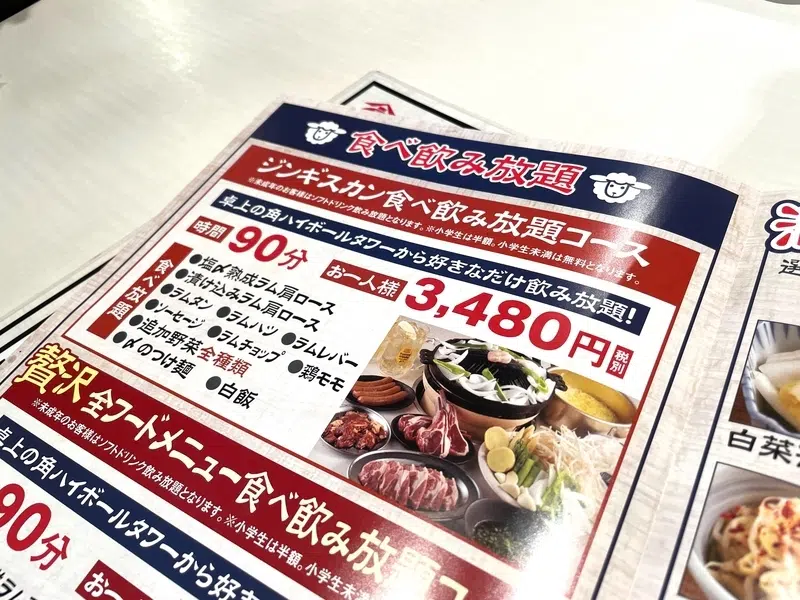 食べ飲み放題
ジンギスカン食べ飲み放題コース
※未成年のお客様はソフトドリンク飲み放題となります。※小学生は半額。小学生未満は無料となります。
卓上の角ハイボールタワーから好きなだけ飲み放題!
時間 90分 お一人様 3,480円 税別
食べ放題
●塩〆熟成ラム肩ロース
●漬け込みラム肩ロース
●ラムタン ●ラムハツ ●ラムレバー
●ソーセージ ●ラムチョップ ●鶏モモ
●追加野菜全種類
●〆のつけ麺 ●白飯
贅沢 全フードメニュー食べ飲み放題コ
※未成年のお客様はソフトドリンク飲み放題となります。※小学生は半額。小学生未満
卓上の角ハイボールタワーから好き
90分 お一
白菜